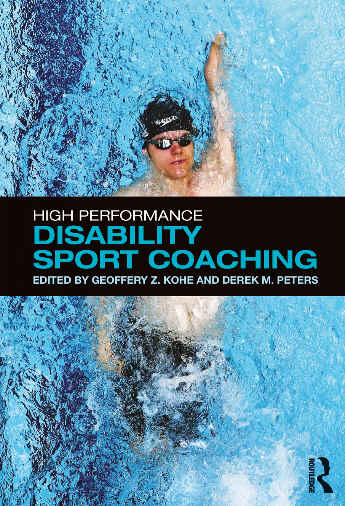 HIGH PERFORMANCE
DISABILITY
SPORT COACHING
EDITED BY GEOFFERY Z. KOHE AND DEREK M. PETERS
ROUTLEDGE